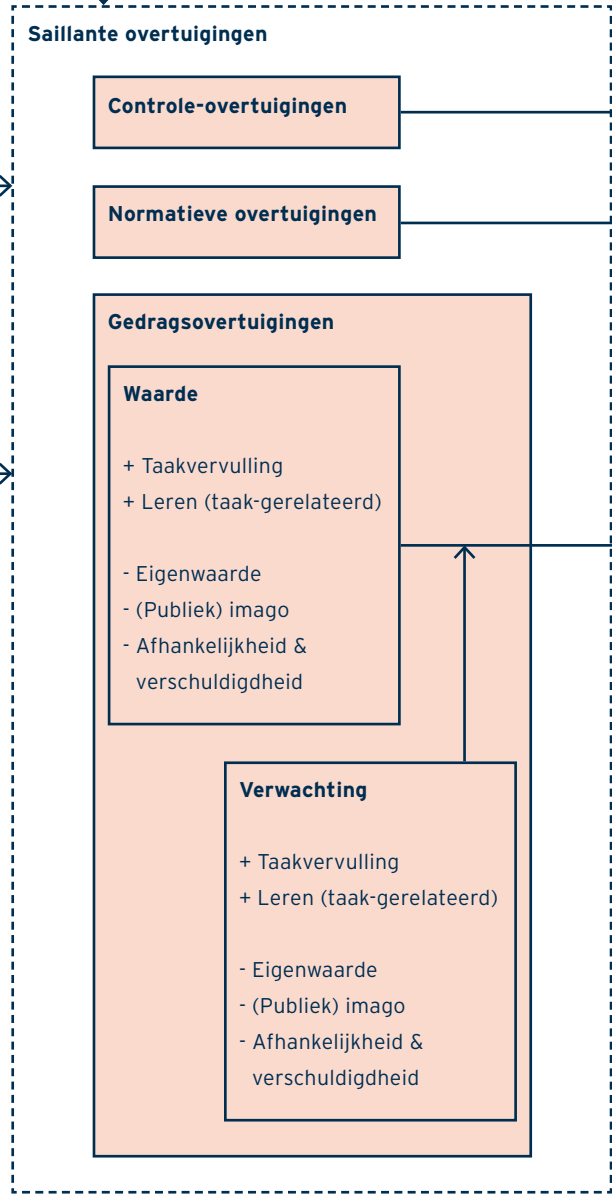 Saillante overtuigingen
Controle-overtuigingen
Normatieve overtuigingen
Gedragsovertuigingen
Waarde
+ Taakvervulling
+ Leren (taak-gerelateerd)
- Eigenwaarde
- (Publiek) imago
- Afhankelijkheid &
verschuldigdheid
Verwachting
+ Taakvervulling
+ Leren (taak-gerelateerd)
- Eigenwaarde
- (Publiek) imago
- Afhankelijkheid &
verschuldigdheid